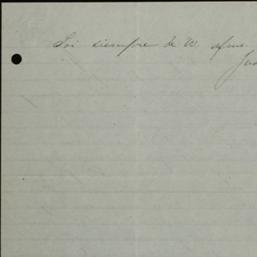 Soi siempre de V. afmo.